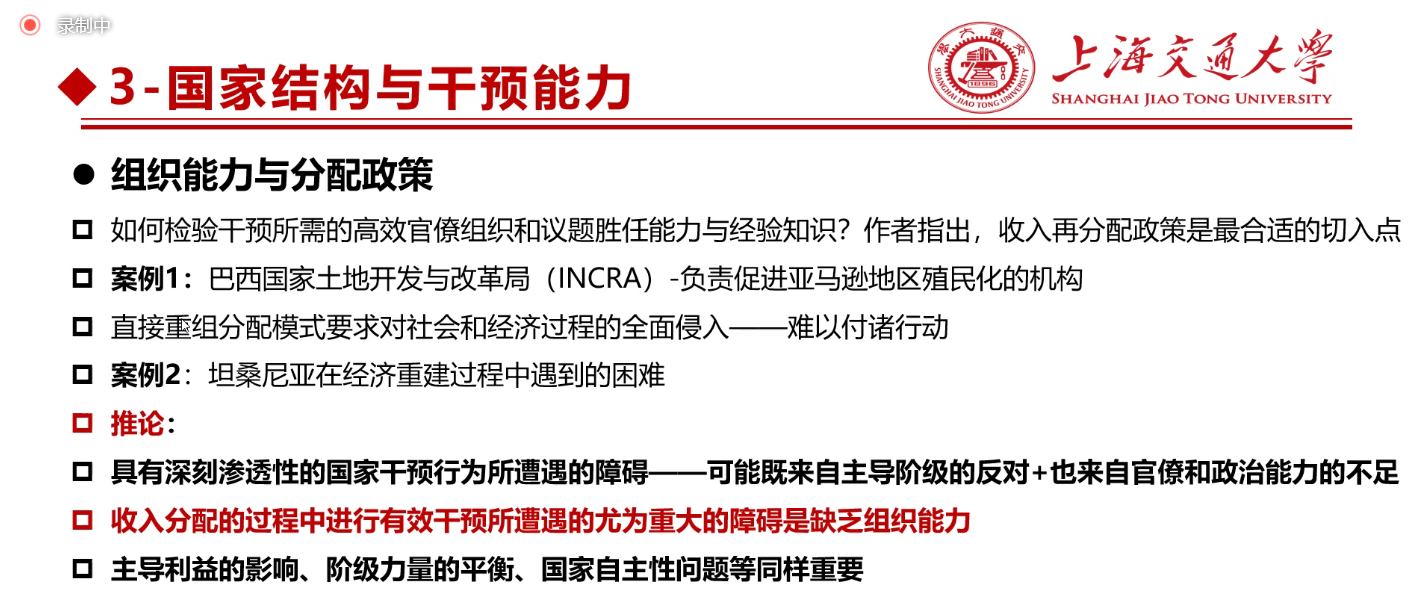 录制中
3-国家结构与干预能力
上海交通大学
SHANGHAI JIAO TONG UNIVERSITY
SHANGHAI JIAO TONG UNIVERSITY
1896
组织能力与分配政策
如何检验干预所需的高效官僚组织和议题胜任能力与经验知识？作者指出，收入再分配政策是最合适的切入点
案例1：巴西国家土地开发与改革局（INCRA）-负责促进亚马逊地区殖民化的机构
直接重组分配模式要求对社会和经济过程的全面侵入——难以付诸行动
案例2：坦桑尼亚在经济重建过程中遇到的困难
推论：
具有深刻渗透性的国家干预行为所遭遇的障碍——可能既来自主导阶级的反对+也来自官僚和政治能力的不足
收入分配的过程中进行有效干预所遭遇的尤为重大的障碍是缺乏组织能力
主导利益的影响、阶级力量的平衡、国家自主性问题等同样重要